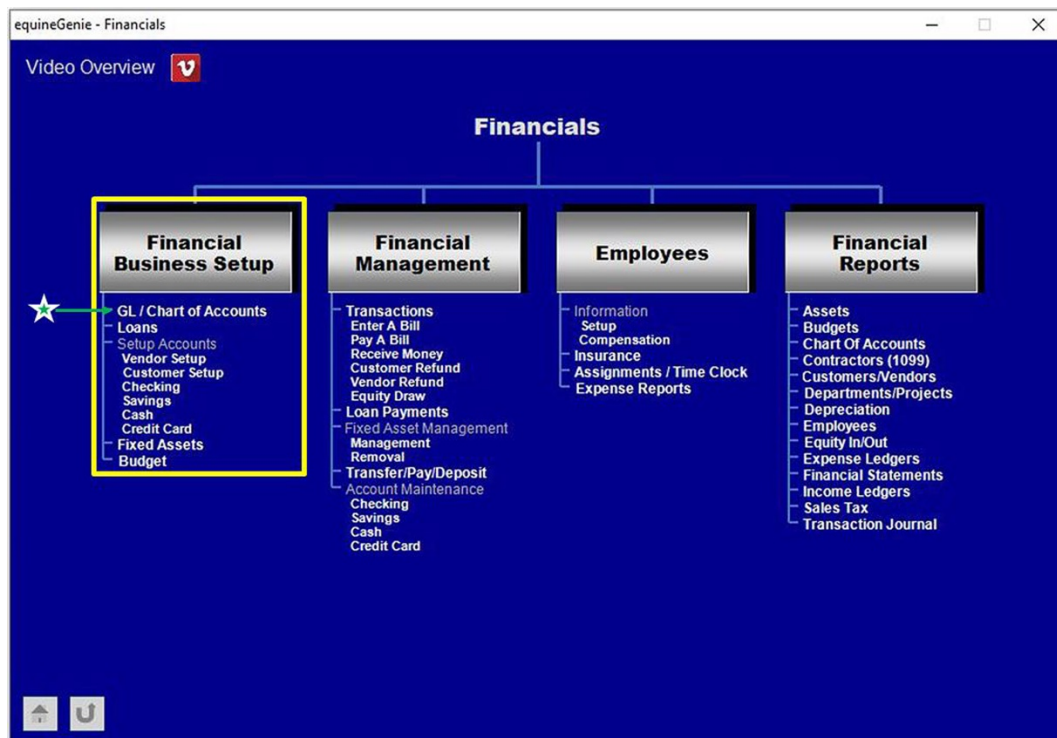 equineGenie - Financials
Video Overview
Financials
Financial
Business Setup
GL / Chart of Accounts
Loans
Setup Accounts
Vendor Setup
Customer Setup
Checking
Savings
Cash
Credit Card
Fixed Assets
Budget
Financial
Management
Transactions
Enter A Bill
Pay A Bill
Receive Money
Customer Refund
Vendor Refund
Equity Draw
Loan Payments
Fixed Asset Management
Management
Removal
Transfer/Pay/Deposit
Account Maintenance
Checking
Savings
Cash
Credit Card
Employees
Information
Setup
Compensation
Insurance
Assignments / Time Clock
Expense Reports
Financial
Reports
Assets
Budgets
Chart Of Accounts
Contractors (1099)
Customers/Vendors
Departments/Projects
Depreciation
Employees
Equity In/Out
Expense Ledgers
Financial Statements
Income Ledgers
Sales Tax
Transaction Journal